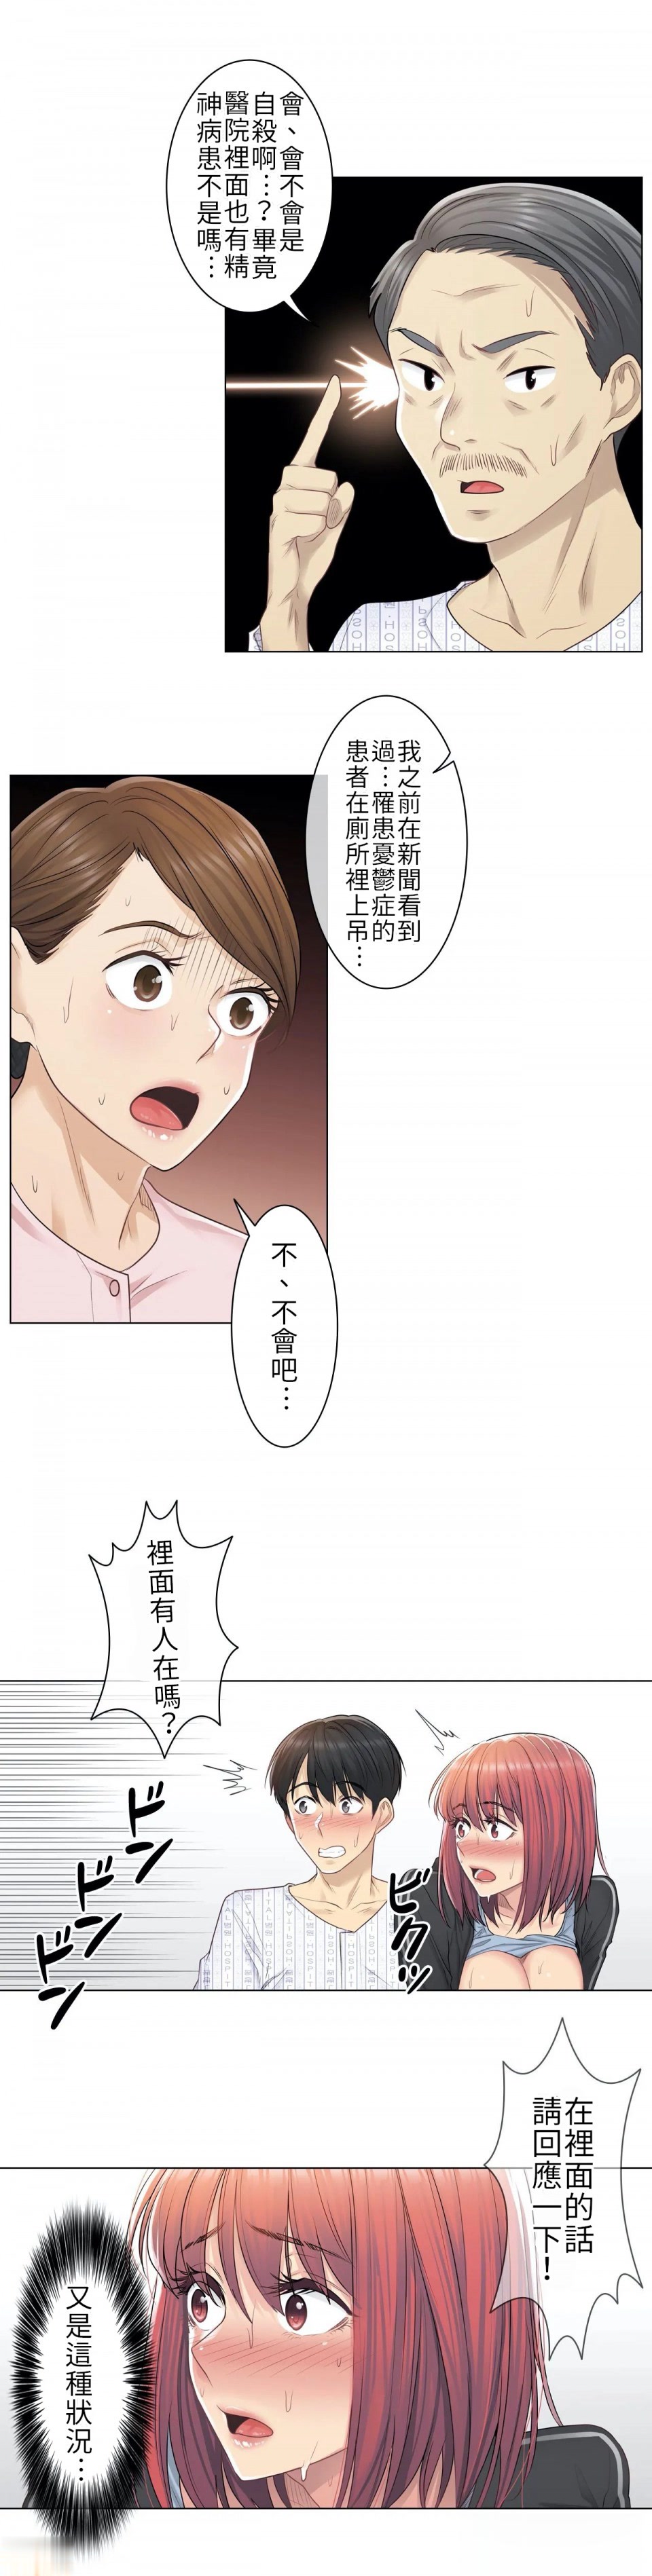 會、會不會是
自殺啊…？畢竟
醫院裡面也有精
神病患不是嗎…
我之前在新聞看到
過…罹患憂鬱症的
患者在廁所裡上吊…
不、不會吧…
裡面有人在嗎？
ドン
ドン
ドン
ビクッ
在裡面的話
請回應一下！
又是這種狀況…